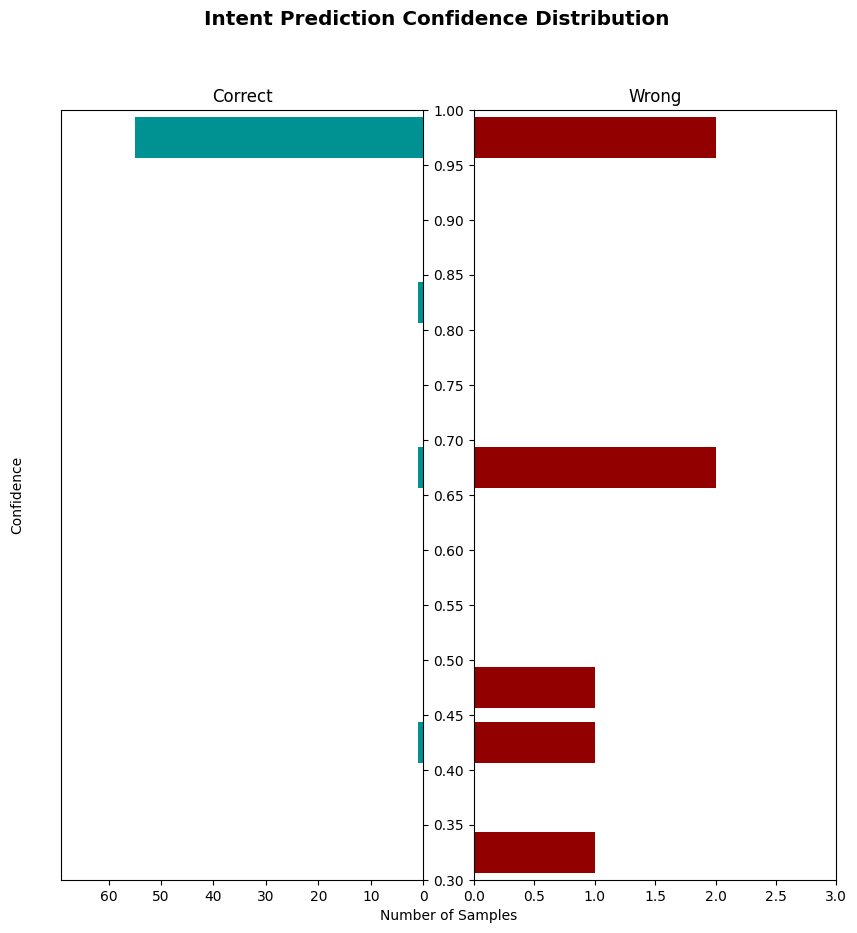 Intent Prediction Confidence Distribution
Correct
Wrong
1.00
0.95
0.90
0.85
0.80
0.75
0.70
0.65
0.60
0.55
0.50
0.45
0.40
0.35
0.30
Confidence
60 50 40 30 20 10 0
0.0 0.5 1.0 1.5 2.0 2.5 3.0
Number of Samples